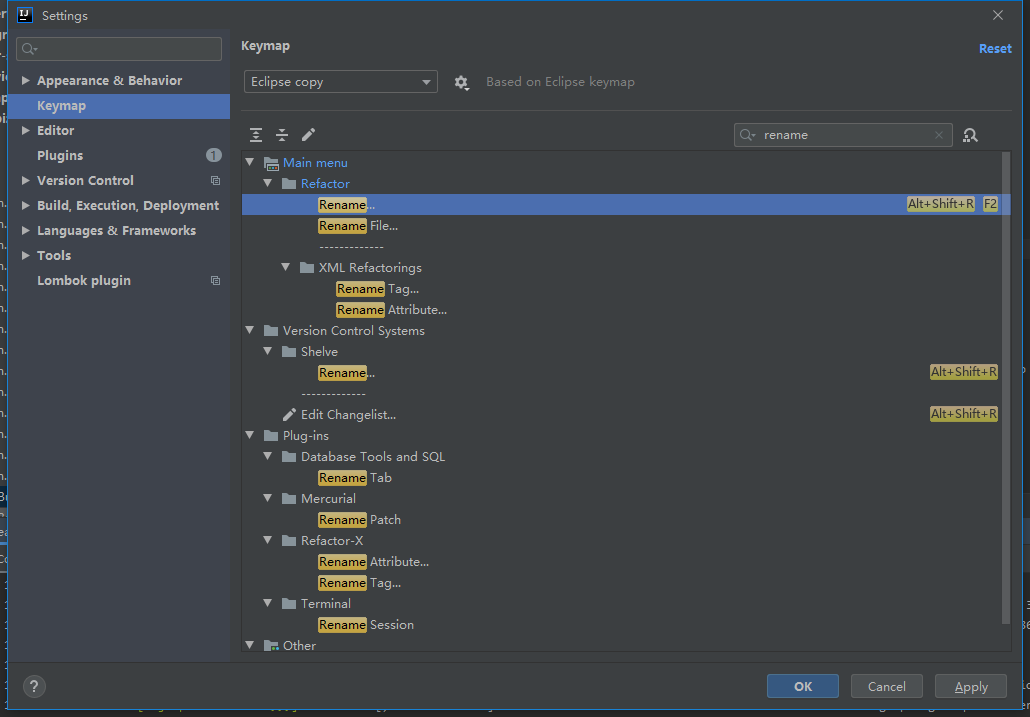 IJ Settings
Keymap
Reset
Appearance & Behavior
Keymap
Editor
Plugins 1
Version Control
Build, Execution, Deployment
Languages & Frameworks
Tools
Lombok plugin
Eclipse copy
Based on Eclipse keymap
rename
Main menu
Refactor
Rename... Alt+Shift+R F2
Rename File...
-------------
XML Refactorings
Rename Tag...
Rename Attribute...
Version Control Systems
Shelve
Rename... Alt+Shift+R
-------------
Edit Changelist... Alt+Shift+R
Plug-ins
Database Tools and SQL
Rename Tab
Mercurial
Rename Patch
Refactor-X
Rename Attribute...
Rename Tag...
Terminal
Rename Session
Other
?
OK
Cancel
Apply